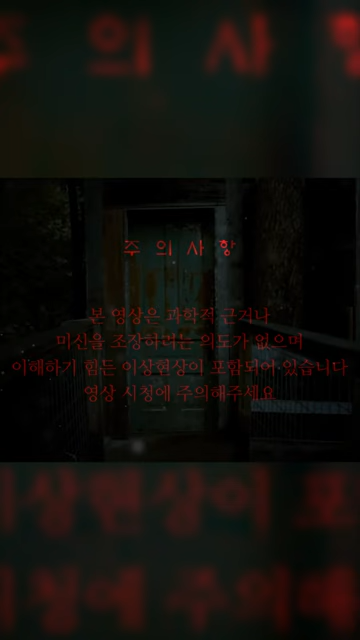 주 의 사 항
본 영상은 과학적 근거나
미신을 조장하려는 의도가 없으며
이해하기 힘든 이상현상이 포함되어 있습니다
영상 시청에 주의해주세요